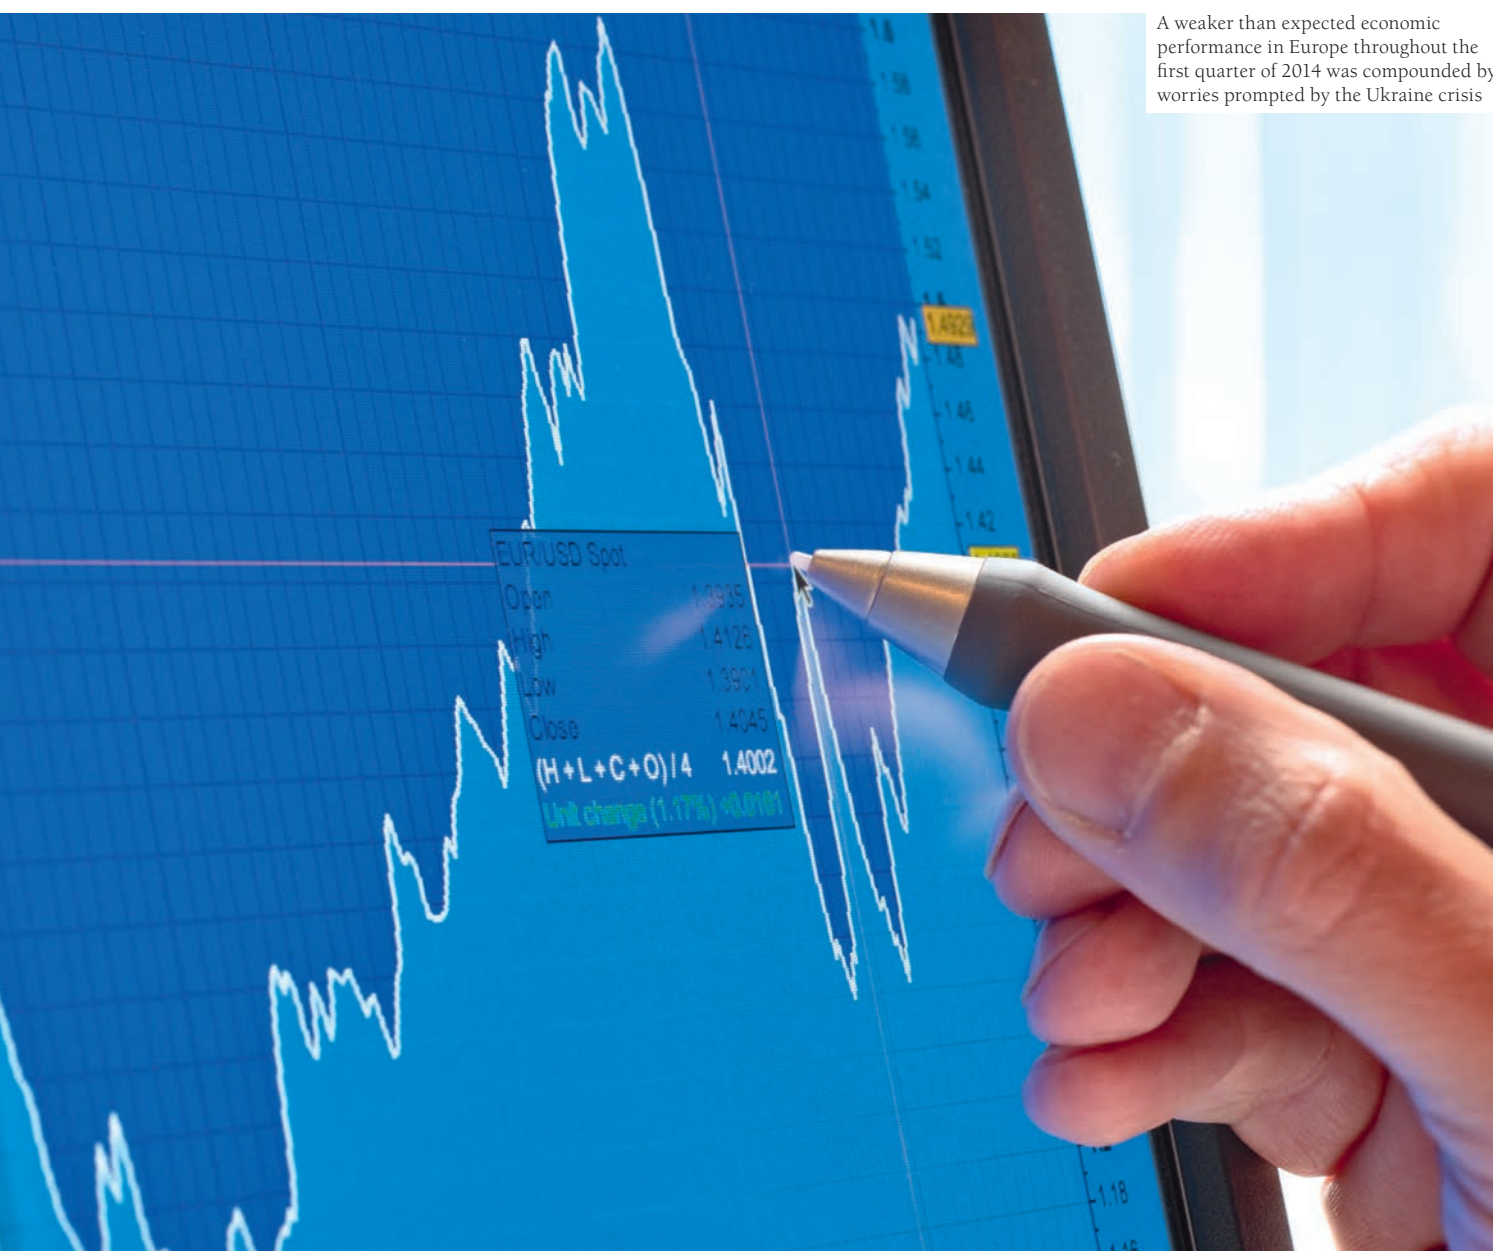 A weaker than expected economic
performance in Europe throughout the
first quarter of 2014 was compounded by
worries prompted by the Ukraine crisis
1.6
1.58
1.56
1.54
1.52
1.4929
1.48
1.46
1.44
1.42
EUR/USD Spot
Open 1.3935
High 1.4126
Low 1.3901
Close 1.4045
(H+L+C+O)/4 1.4002
Unit change (1.17%) +0.0161
1.18
1.16